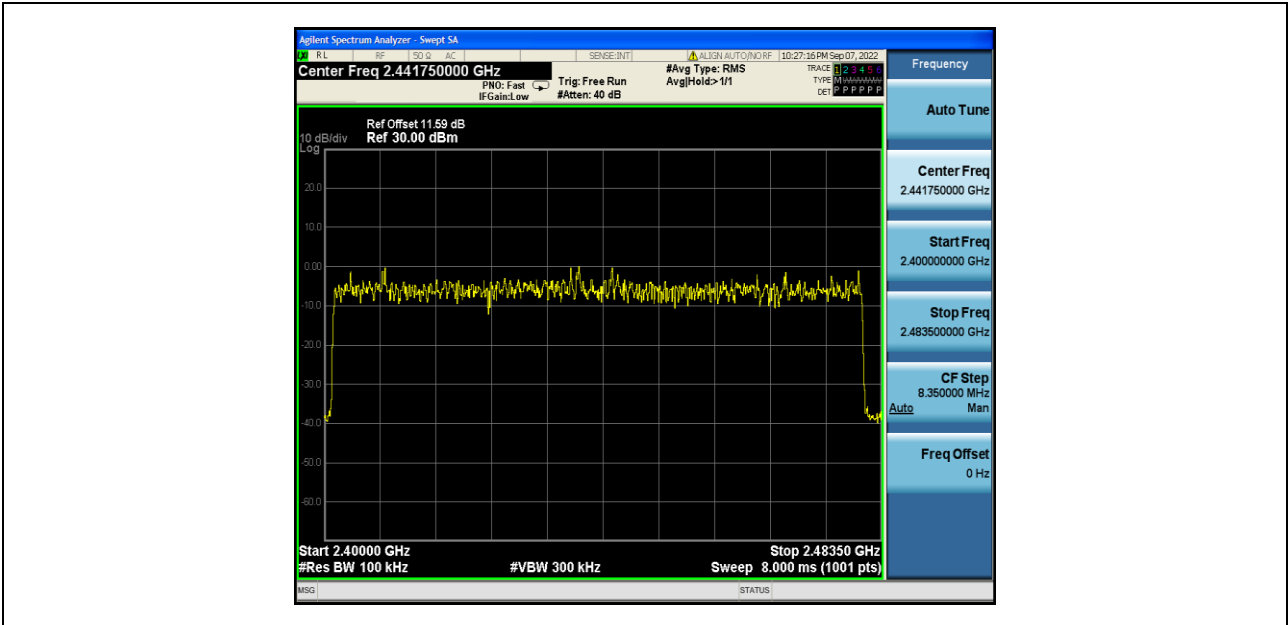 Agilent Spectrum Analyzer - Swept SA
RL RF 50 Ω AC SENSE:INT ALIGN AUTO/NO RF 10:27:16 PM Sep 07, 2022
Center Freq 2.441750000 GHz
PNO: Fast
IFGain:Low
Trig: Free Run
#Atten: 40 dB
#Avg Type: RMS
Avg|Hold:> 1/1
TRACE 1 2 3 4 5 6
TYPE M
DET P P P P P P
Ref Offset 11.59 dB
10 dB/div Ref 30.00 dBm
Log
20.0
10.0
0.00
-10.0
-20.0
-30.0
-40.0
-50.0
-60.0
Start 2.40000 GHz Stop 2.48350 GHz
#Res BW 100 kHz #VBW 300 kHz Sweep 8.000 ms (1001 pts)
MSG STATUS
Frequency
Auto Tune
Center Freq
2.441750000 GHz
Start Freq
2.400000000 GHz
Stop Freq
2.483500000 GHz
CF Step
8.350000 MHz
Auto Man
Freq Offset
0 Hz